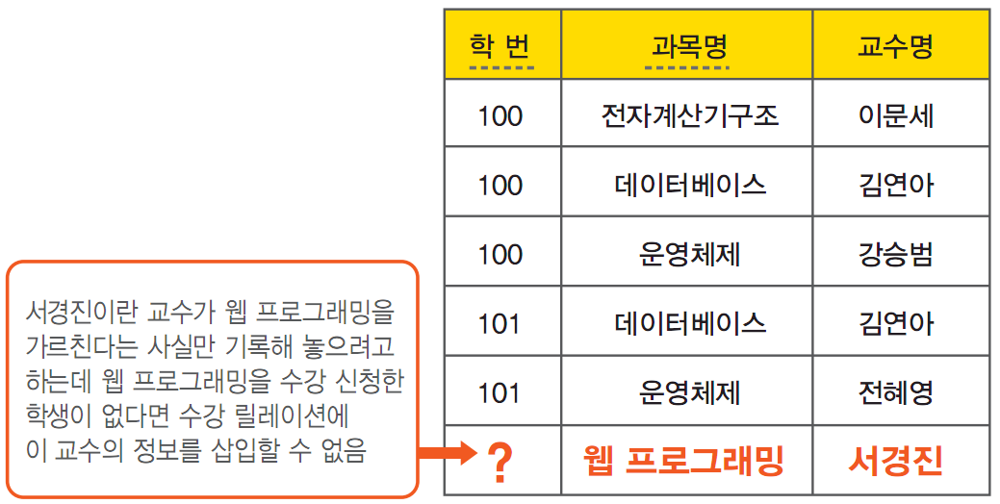 학 번 과목명 교수명
100 전자계산기구조 이문세
100 데이터베이스 김연아
100 운영체제 강승범
101 데이터베이스 김연아
101 운영체제 전혜영
? 웹 프로그래밍 서경진
서경진이란 교수가 웹 프로그래밍을
가르친다는 사실만 기록해 놓으려고
하는데 웹 프로그래밍을 수강 신청한
학생이 없다면 수강 릴레이션에
이 교수의 정보를 삽입할 수 없음